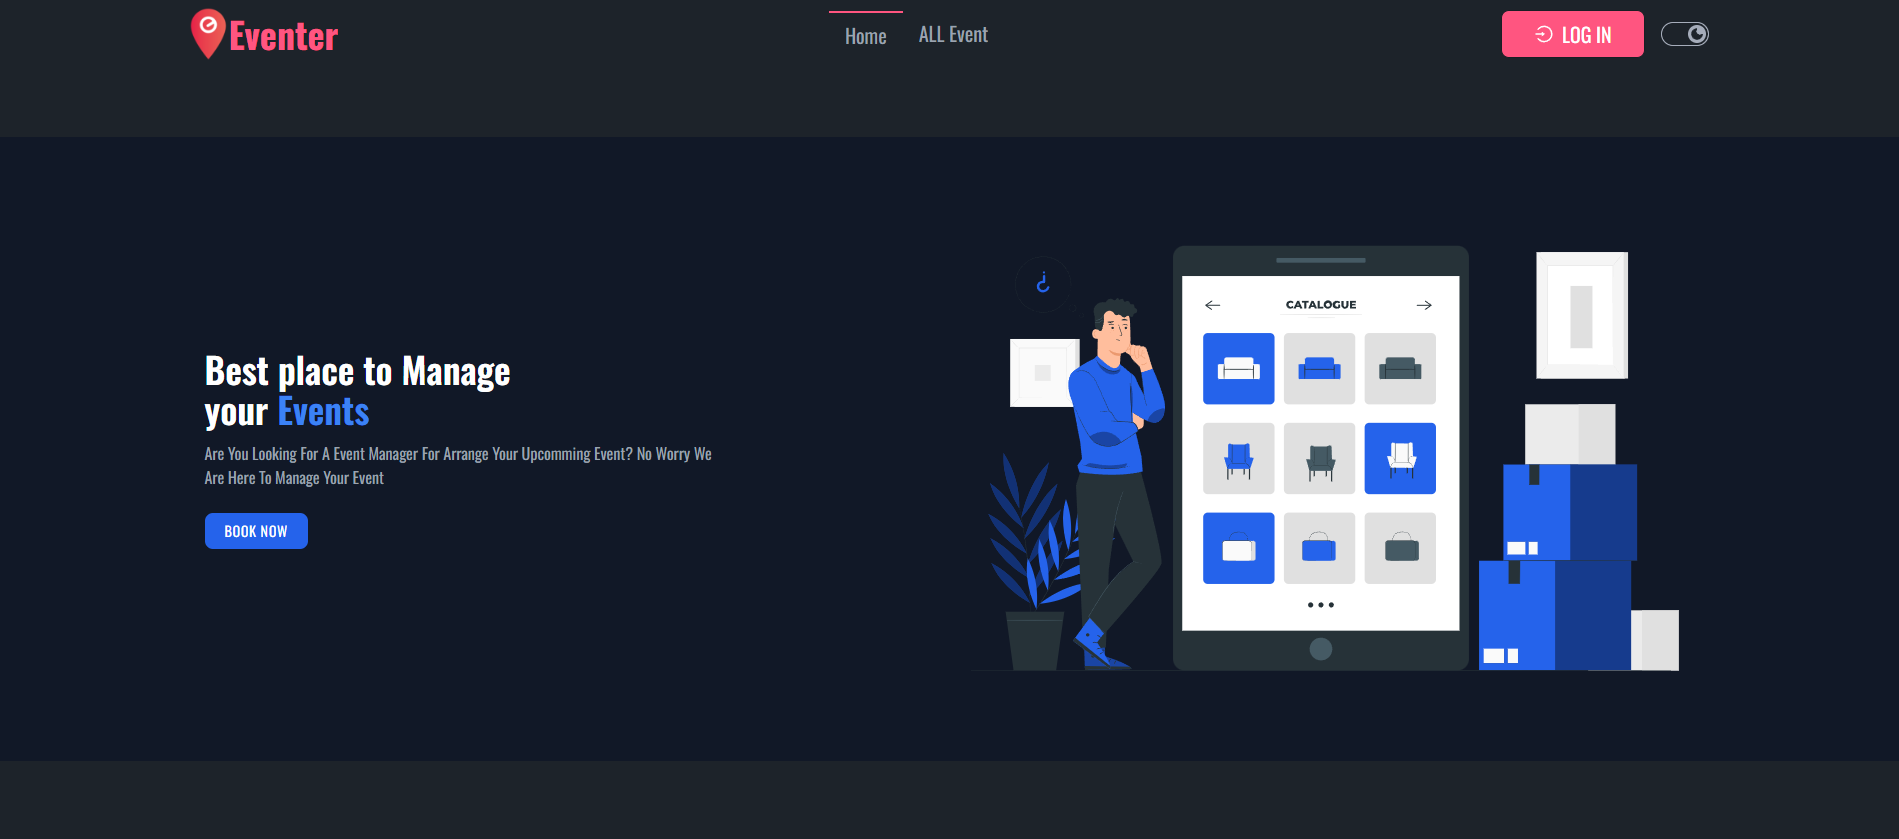 Eventer
Home
ALL Event
LOG IN
Best place to Manage
your Events
Are You Looking For A Event Manager For Arrange Your Upcomming Event? No Worry We
Are Here To Manage Your Event
BOOK NOW
¿
CATALOGUE